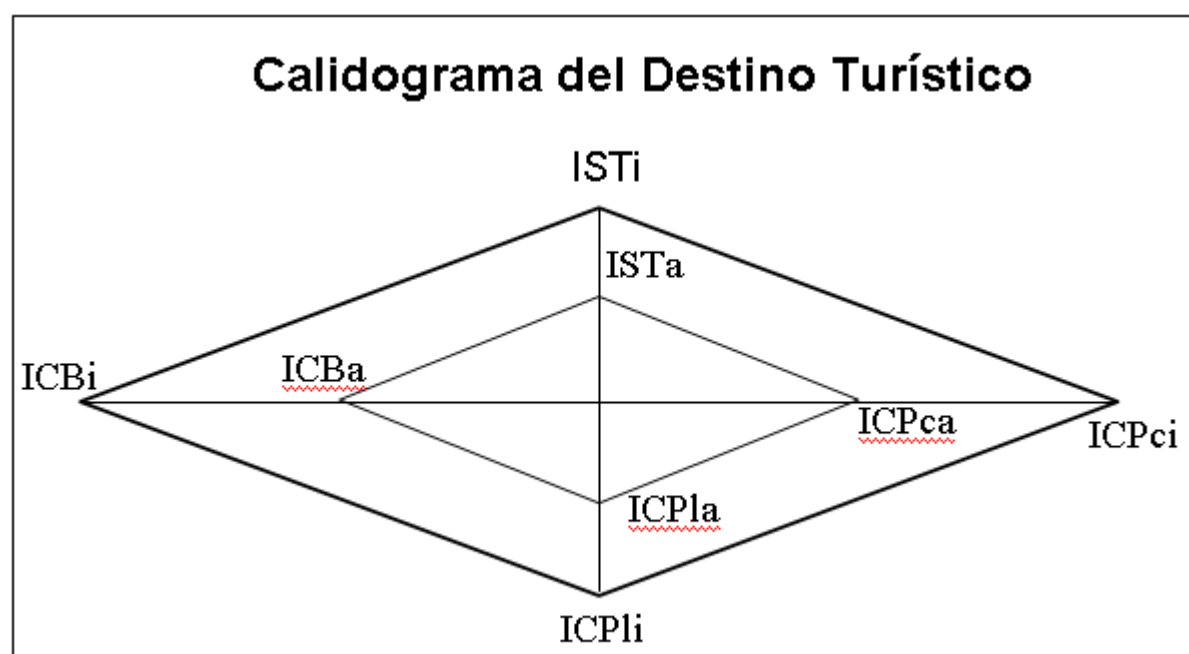 Calidograma del Destino Turístico
ISTi
ISTa
ICBi
ICBa
ICPca
ICPci
ICPla
ICPli